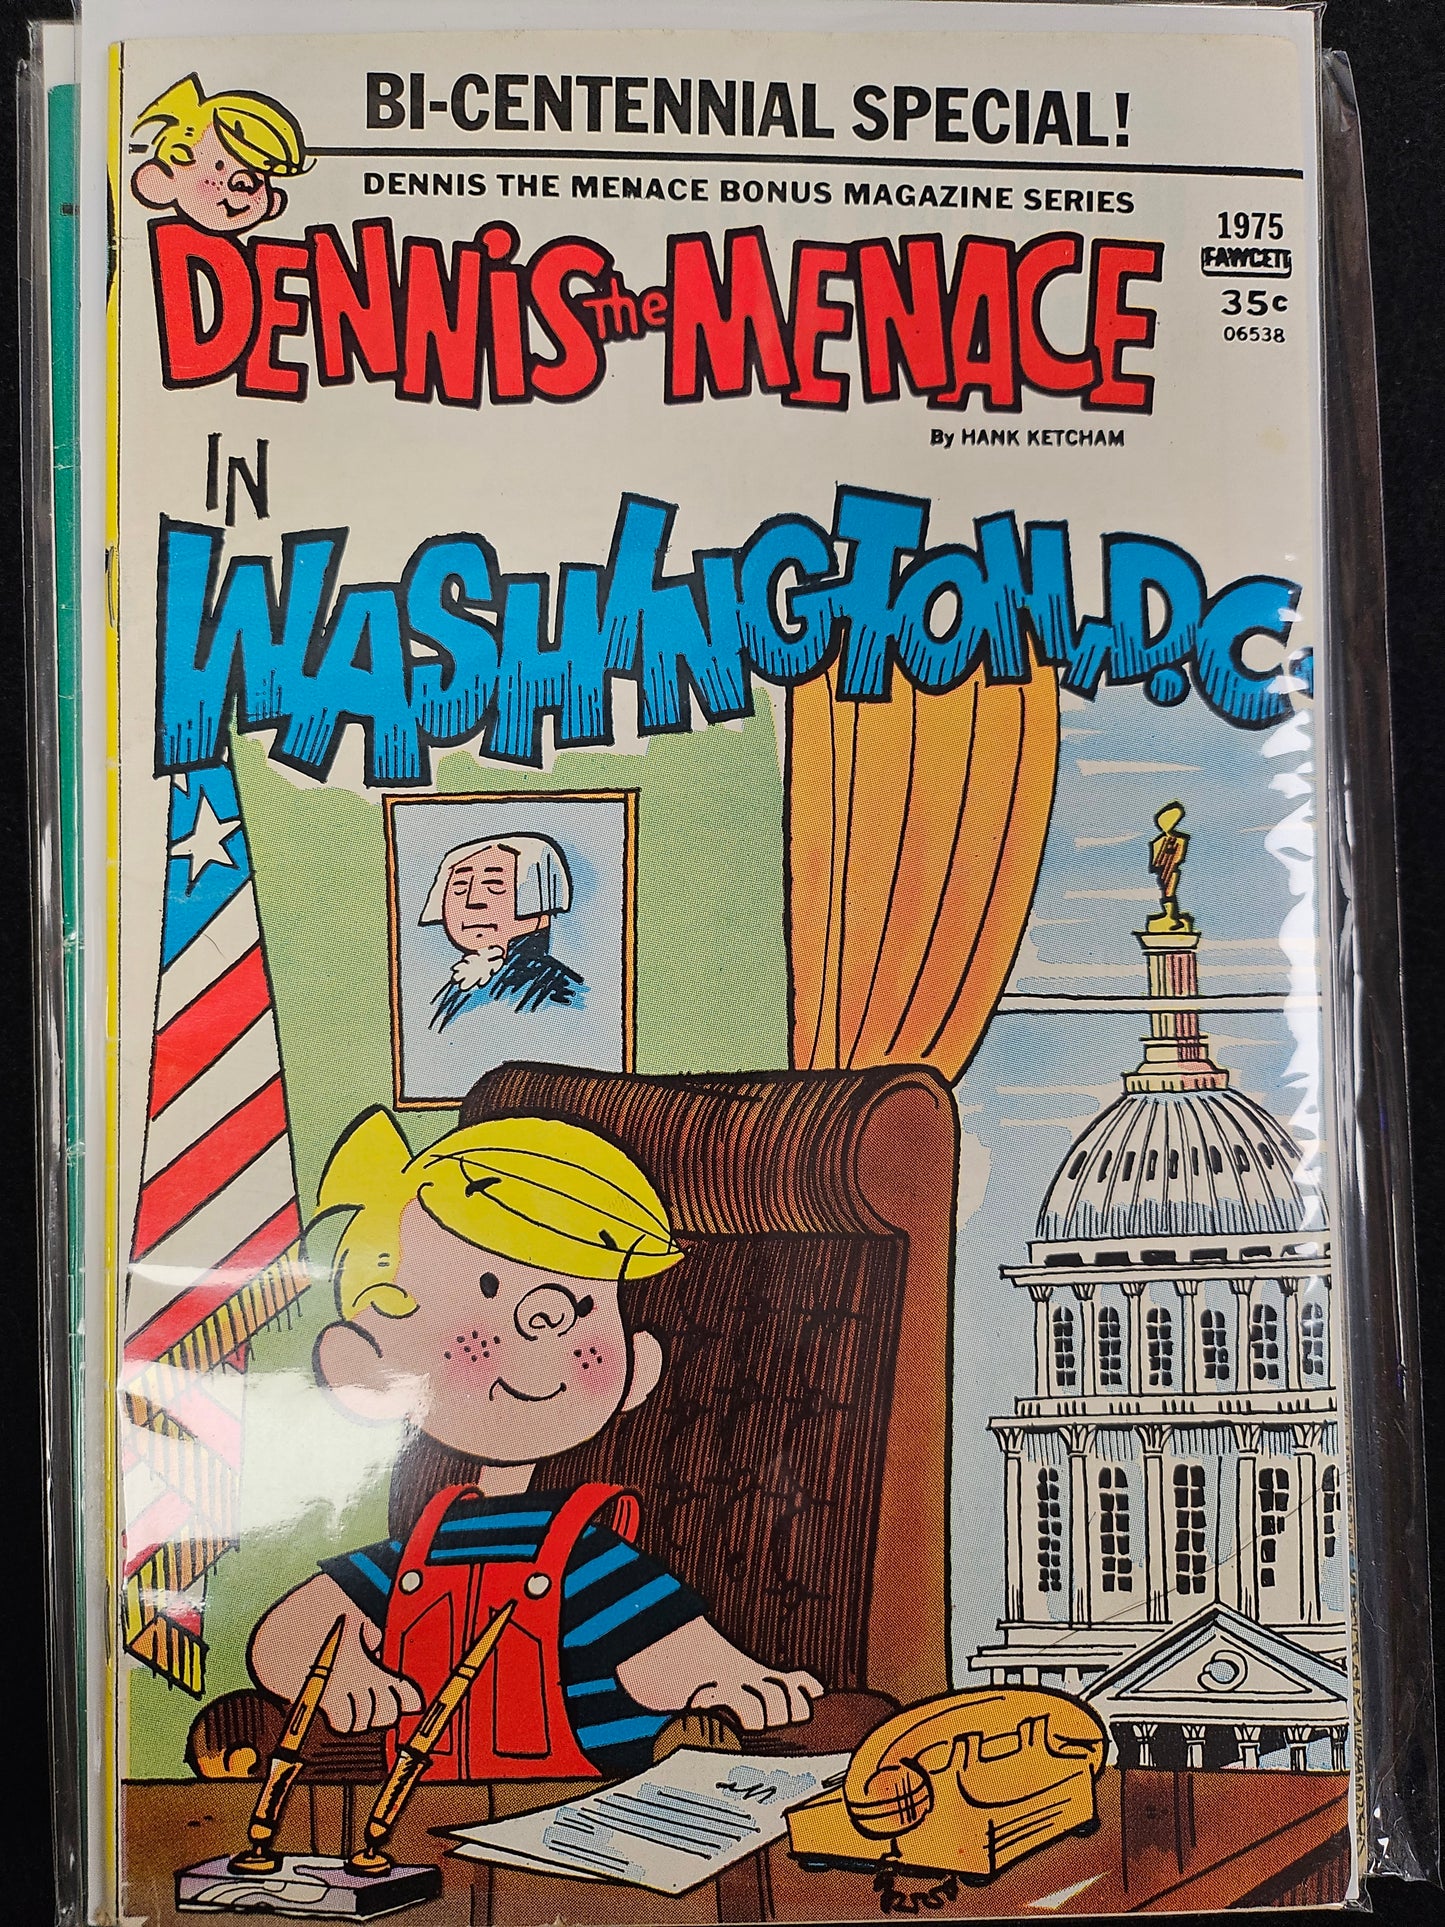 BI-CENTENNIAL SPECIAL!
DENNIS THE MENACE BONUS MAGAZINE SERIES
1975
FAWCETT
35c
06538
DENNIS the MENACE
By HANK KETCHAM
IN
WASHINGTON, D.C.